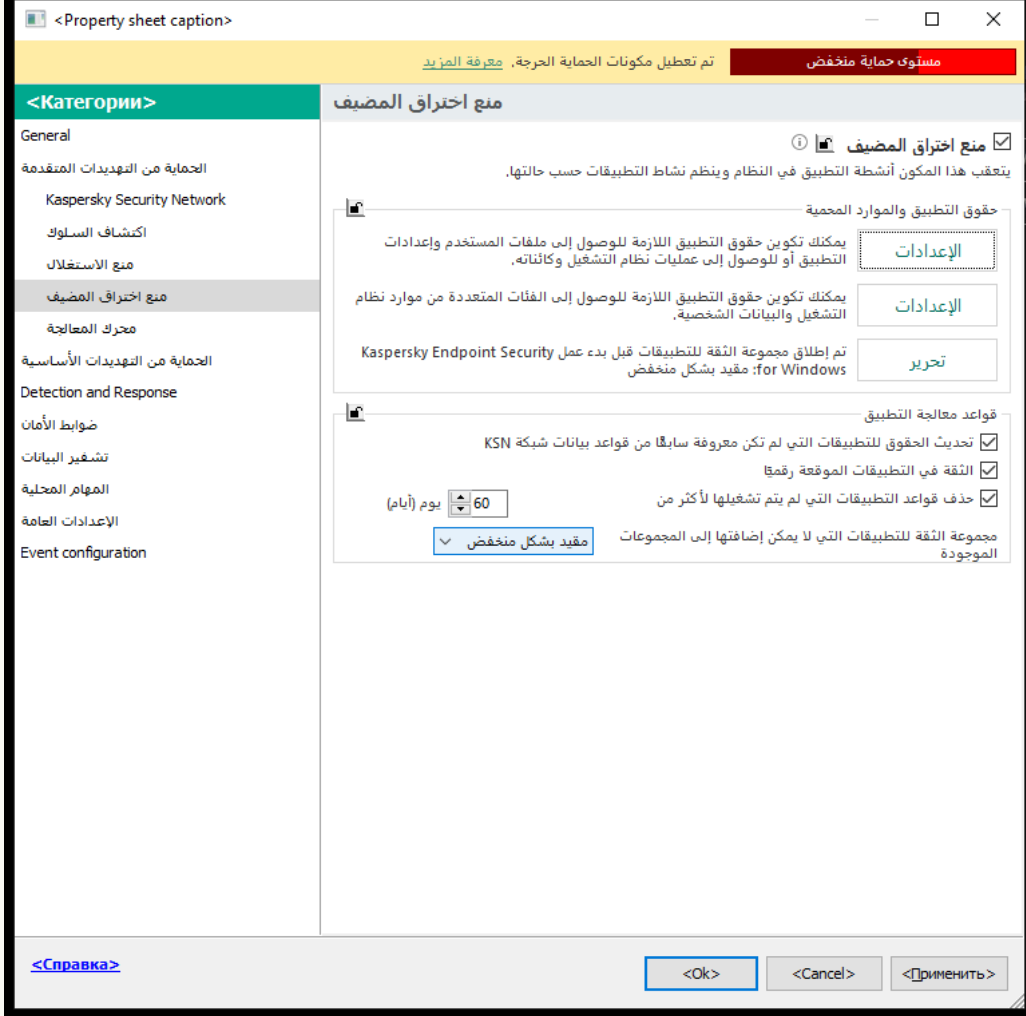 <Property sheet caption>
مستوى حماية منخفض
تم تعطيل مكونات الحماية الحرجة. معرفة المزيد
<Категории>
General
الحماية من التهديدات المتقدمة
Kaspersky Security Network
اكتشاف السلوك
منع الاستغلال
منع اختراق المضيف
محرك المعالجة
الحماية من التهديدات الأساسية
Detection and Response
ضوابط الأمان
تشفير البيانات
المهام المحلية
الإعدادات العامة
Event configuration
منع اختراق المضيف
منع اختراق المضيف
يتعقب هذا المكون أنشطة التطبيق في النظام وينظم نشاط التطبيقات حسب حالتها.
حقوق التطبيق والموارد المحمية
الإعدادات
يمكنك تكوين حقوق التطبيق اللازمة للوصول إلى ملفات المستخدم وإعدادات
التطبيق أو للوصول إلى عمليات نظام التشغيل وكائناته.
الإعدادات
يمكنك تكوين حقوق التطبيق اللازمة للوصول إلى الفئات المتعددة من موارد نظام
التشغيل والبيانات الشخصية.
تحرير
تم إطلاق مجموعة الثقة للتطبيقات قبل بدء عمل Kaspersky Endpoint Security
for Windows: مقيد بشكل منخفض
قواعد معالجة التطبيق
تحديث الحقوق للتطبيقات التي لم تكن معروفة سابقًا من قواعد بيانات شبكة KSN
الثقة في التطبيقات الموقعة رقميًا
حذف قواعد التطبيقات التي لم يتم تشغيلها لأكثر من 60 يوم (أيام)
مجموعة الثقة للتطبيقات التي لا يمكن إضافتها إلى المجموعات
الموجودة
مقيد بشكل منخفض
<Справка>
<Ok>
<Cancel>
<Применить>